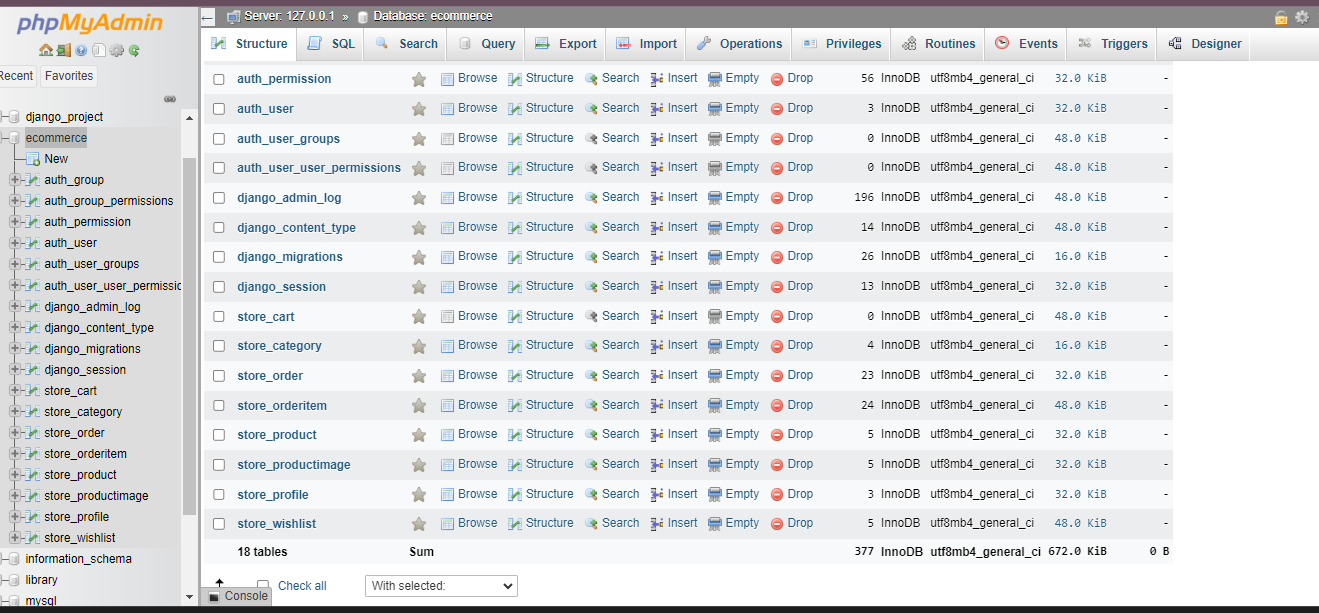 phpMyAdmin
Recent Favorites
django_project
ecommerce
New
auth_group
auth_group_permissions
auth_permission
auth_user
auth_user_groups
auth_user_user_permissic
django_admin_log
django_content_type
django_migrations
django_session
store_cart
store_category
store_order
store_orderitem
store_product
store_productimage
store_profile
store_wishlist
information_schema
library
mysql
Server: 127.0.0.1 » Database: ecommerce
Structure SQL Search Query Export Import Operations Privileges Routines Events Triggers Designer
auth_permission Browse Structure Search Insert Empty Drop 56 InnoDB utf8mb4_general_ci 32.0 KiB -
auth_user Browse Structure Search Insert Empty Drop 3 InnoDB utf8mb4_general_ci 32.0 KiB -
auth_user_groups Browse Structure Search Insert Empty Drop 0 InnoDB utf8mb4_general_ci 48.0 KiB -
auth_user_user_permissions Browse Structure Search Insert Empty Drop 0 InnoDB utf8mb4_general_ci 48.0 KiB -
django_admin_log Browse Structure Search Insert Empty Drop 196 InnoDB utf8mb4_general_ci 48.0 KiB -
django_content_type Browse Structure Search Insert Empty Drop 14 InnoDB utf8mb4_general_ci 48.0 KiB -
django_migrations Browse Structure Search Insert Empty Drop 26 InnoDB utf8mb4_general_ci 16.0 KiB -
django_session Browse Structure Search Insert Empty Drop 13 InnoDB utf8mb4_general_ci 32.0 KiB -
store_cart Browse Structure Search Insert Empty Drop 0 InnoDB utf8mb4_general_ci 48.0 KiB -
store_category Browse Structure Search Insert Empty Drop 4 InnoDB utf8mb4_general_ci 16.0 KiB -
store_order Browse Structure Search Insert Empty Drop 23 InnoDB utf8mb4_general_ci 32.0 KiB -
store_orderitem Browse Structure Search Insert Empty Drop 24 InnoDB utf8mb4_general_ci 48.0 KiB -
store_product Browse Structure Search Insert Empty Drop 5 InnoDB utf8mb4_general_ci 32.0 KiB -
store_productimage Browse Structure Search Insert Empty Drop 5 InnoDB utf8mb4_general_ci 32.0 KiB -
store_profile Browse Structure Search Insert Empty Drop 3 InnoDB utf8mb4_general_ci 32.0 KiB -
store_wishlist Browse Structure Search Insert Empty Drop 5 InnoDB utf8mb4_general_ci 48.0 KiB -
18 tables Sum 377 InnoDB utf8mb4_general_ci 672.0 KiB 0 B
Check all With selected:
Console